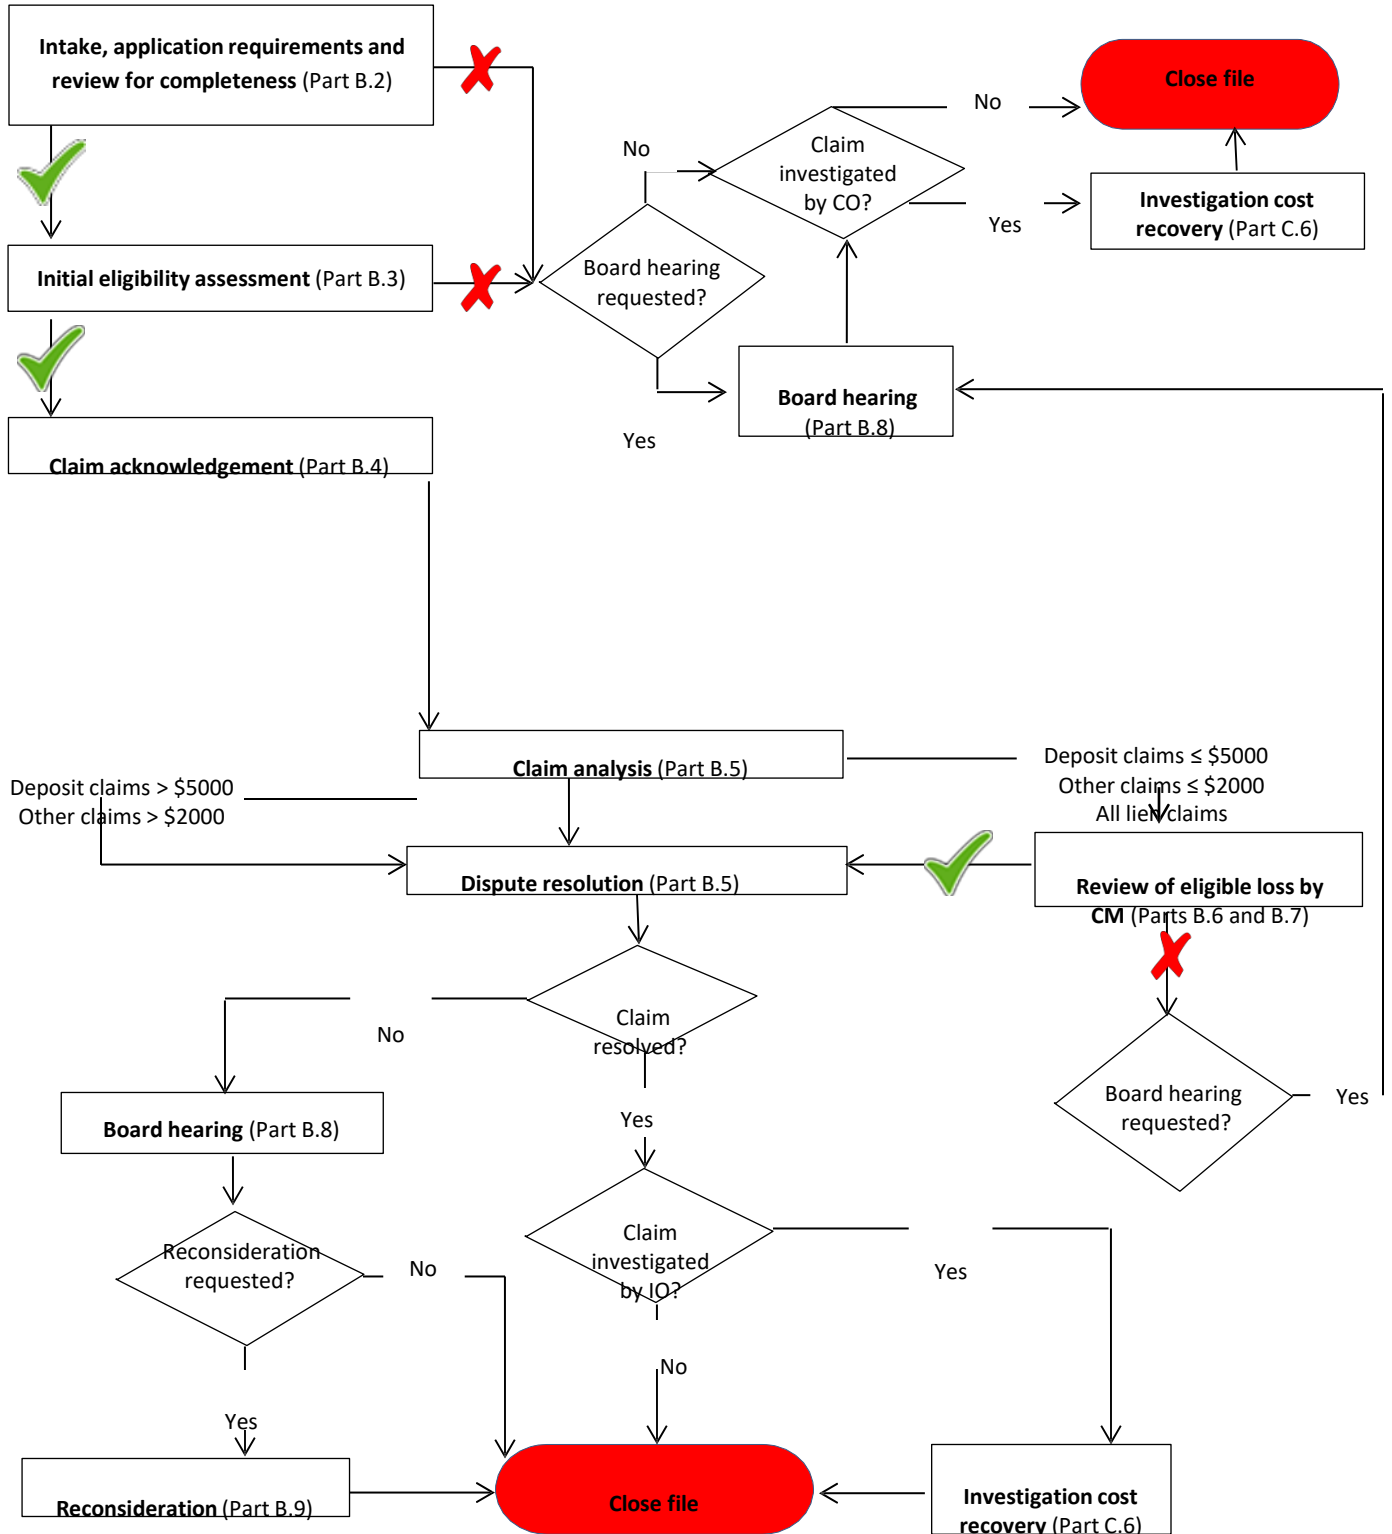 Intake, application requirements and
review for completeness (Part B.2)
Close file
No
No
Claim
investigated
by CO?
Investigation cost
recovery (Part C.6)
Yes
Initial eligibility assessment (Part B.3)
Board hearing
requested?
Board hearing
(Part B.8)
Yes
Claim acknowledgement (Part B.4)
Claim analysis (Part B.5)
Deposit claims ≤ $5000
Other claims ≤ $2000
All lien claims
Deposit claims > $5000
Other claims > $2000
Dispute resolution (Part B.5)
Review of eligible loss by
CM (Parts B.6 and B.7)
Claim
resolved?
No
Board hearing
requested?
Yes
Yes
Board hearing (Part B.8)
Reconsideration
requested?
No
Claim
investigated
by IO?
Yes
No
Yes
Reconsideration (Part B.9)
Close file
Investigation cost
recovery (Part C.6)